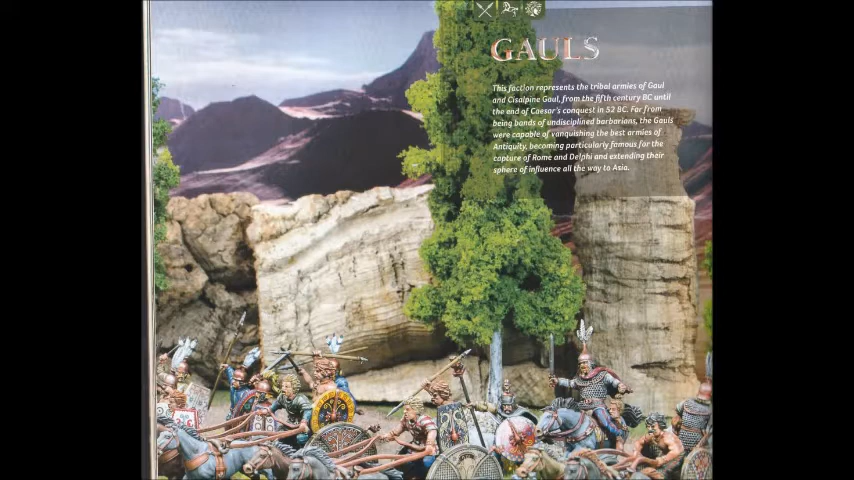 GAULS
This faction represents the tribal armies of Gaul
and Cisalpine Gaul, from the fifth century BC until
the end of Caesar's conquest in 52 BC. Far from
being bands of undisciplined barbarians, the Gauls
were capable of vanquishing the best armies of
Antiquity, becoming particularly famous for the
capture of Rome and Delphi and extending their
sphere of influence all the way to Asia.